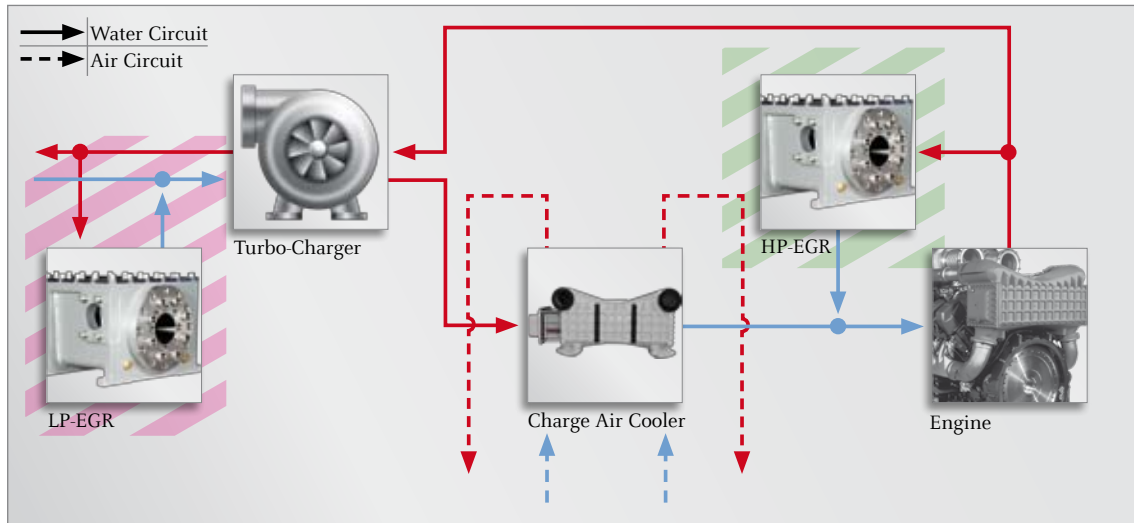 Water Circuit
Air Circuit
Turbo-Charger
HP-EGR
LP-EGR
Charge Air Cooler
Engine